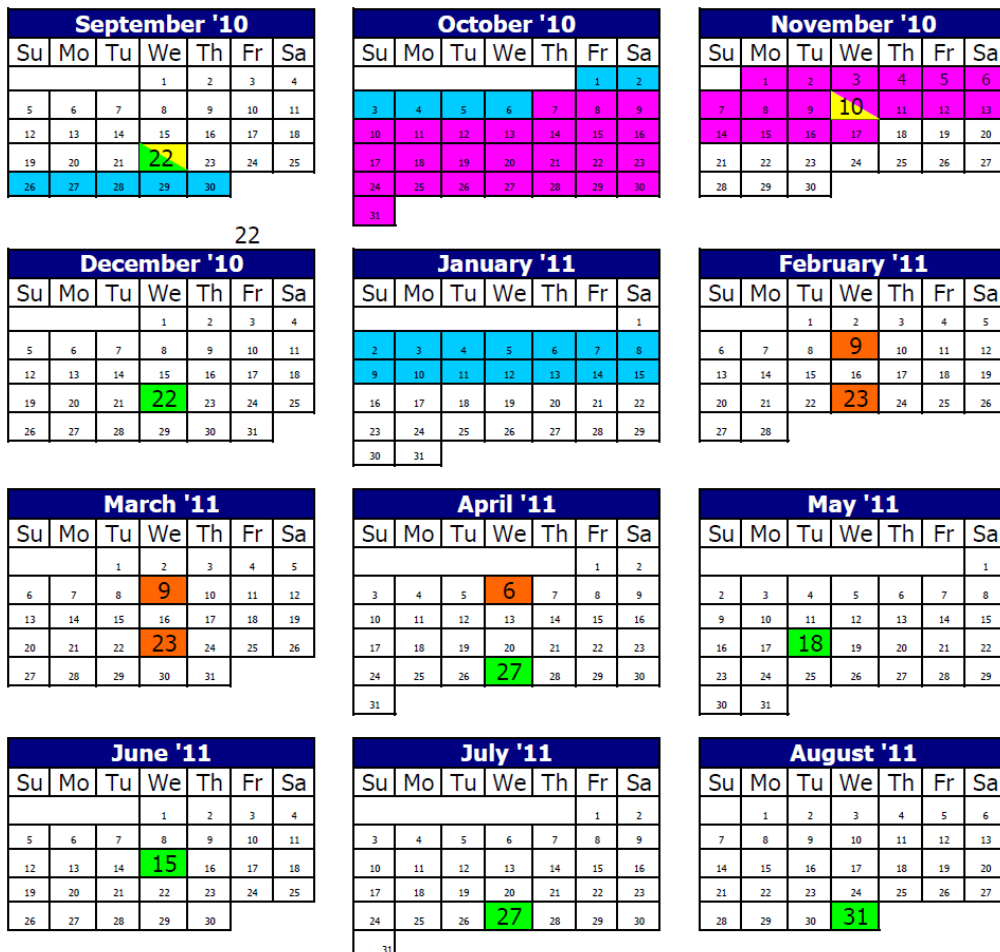 September '10
Su Mo Tu We Th Fr Sa
1 2 3 4
5 6 7 8 9 10 11
12 13 14 15 16 17 18
19 20 21 22 23 24 25
26 27 28 29 30
October '10
Su Mo Tu We Th Fr Sa
1 2
3 4 5 6 7 8 9
10 11 12 13 14 15 16
17 18 19 20 21 22 23
24 25 26 27 28 29 30
31
November '10
Su Mo Tu We Th Fr Sa
1 2 3 4 5 6
7 8 9 10 11 12 13
14 15 16 17 18 19 20
21 22 23 24 25 26 27
28 29 30
22
December '10
Su Mo Tu We Th Fr Sa
1 2 3 4
5 6 7 8 9 10 11
12 13 14 15 16 17 18
19 20 21 22 23 24 25
26 27 28 29 30 31
January '11
Su Mo Tu We Th Fr Sa
1
2 3 4 5 6 7 8
9 10 11 12 13 14 15
16 17 18 19 20 21 22
23 24 25 26 27 28 29
30 31
February '11
Su Mo Tu We Th Fr Sa
1 2 3 4 5
6 7 8 9 10 11 12
13 14 15 16 17 18 19
20 21 22 23 24 25 26
27 28
March '11
Su Mo Tu We Th Fr Sa
1 2 3 4 5
6 7 8 9 10 11 12
13 14 15 16 17 18 19
20 21 22 23 24 25 26
27 28 29 30 31
April '11
Su Mo Tu We Th Fr Sa
1 2
3 4 5 6 7 8 9
10 11 12 13 14 15 16
17 18 19 20 21 22 23
24 25 26 27 28 29 30
31
May '11
Su Mo Tu We Th Fr Sa
1
2 3 4 5 6 7 8
9 10 11 12 13 14 15
16 17 18 19 20 21 22
23 24 25 26 27 28 29
30 31
June '11
Su Mo Tu We Th Fr Sa
1 2 3 4
5 6 7 8 9 10 11
12 13 14 15 16 17 18
19 20 21 22 23 24 25
26 27 28 29 30
July '11
Su Mo Tu We Th Fr Sa
1 2
3 4 5 6 7 8 9
10 11 12 13 14 15 16
17 18 19 20 21 22 23
24 25 26 27 28 29 30
31
August '11
Su Mo Tu We Th Fr Sa
1 2 3 4 5 6
7 8 9 10 11 12 13
14 15 16 17 18 19 20
21 22 23 24 25 26 27
28 29 30 31